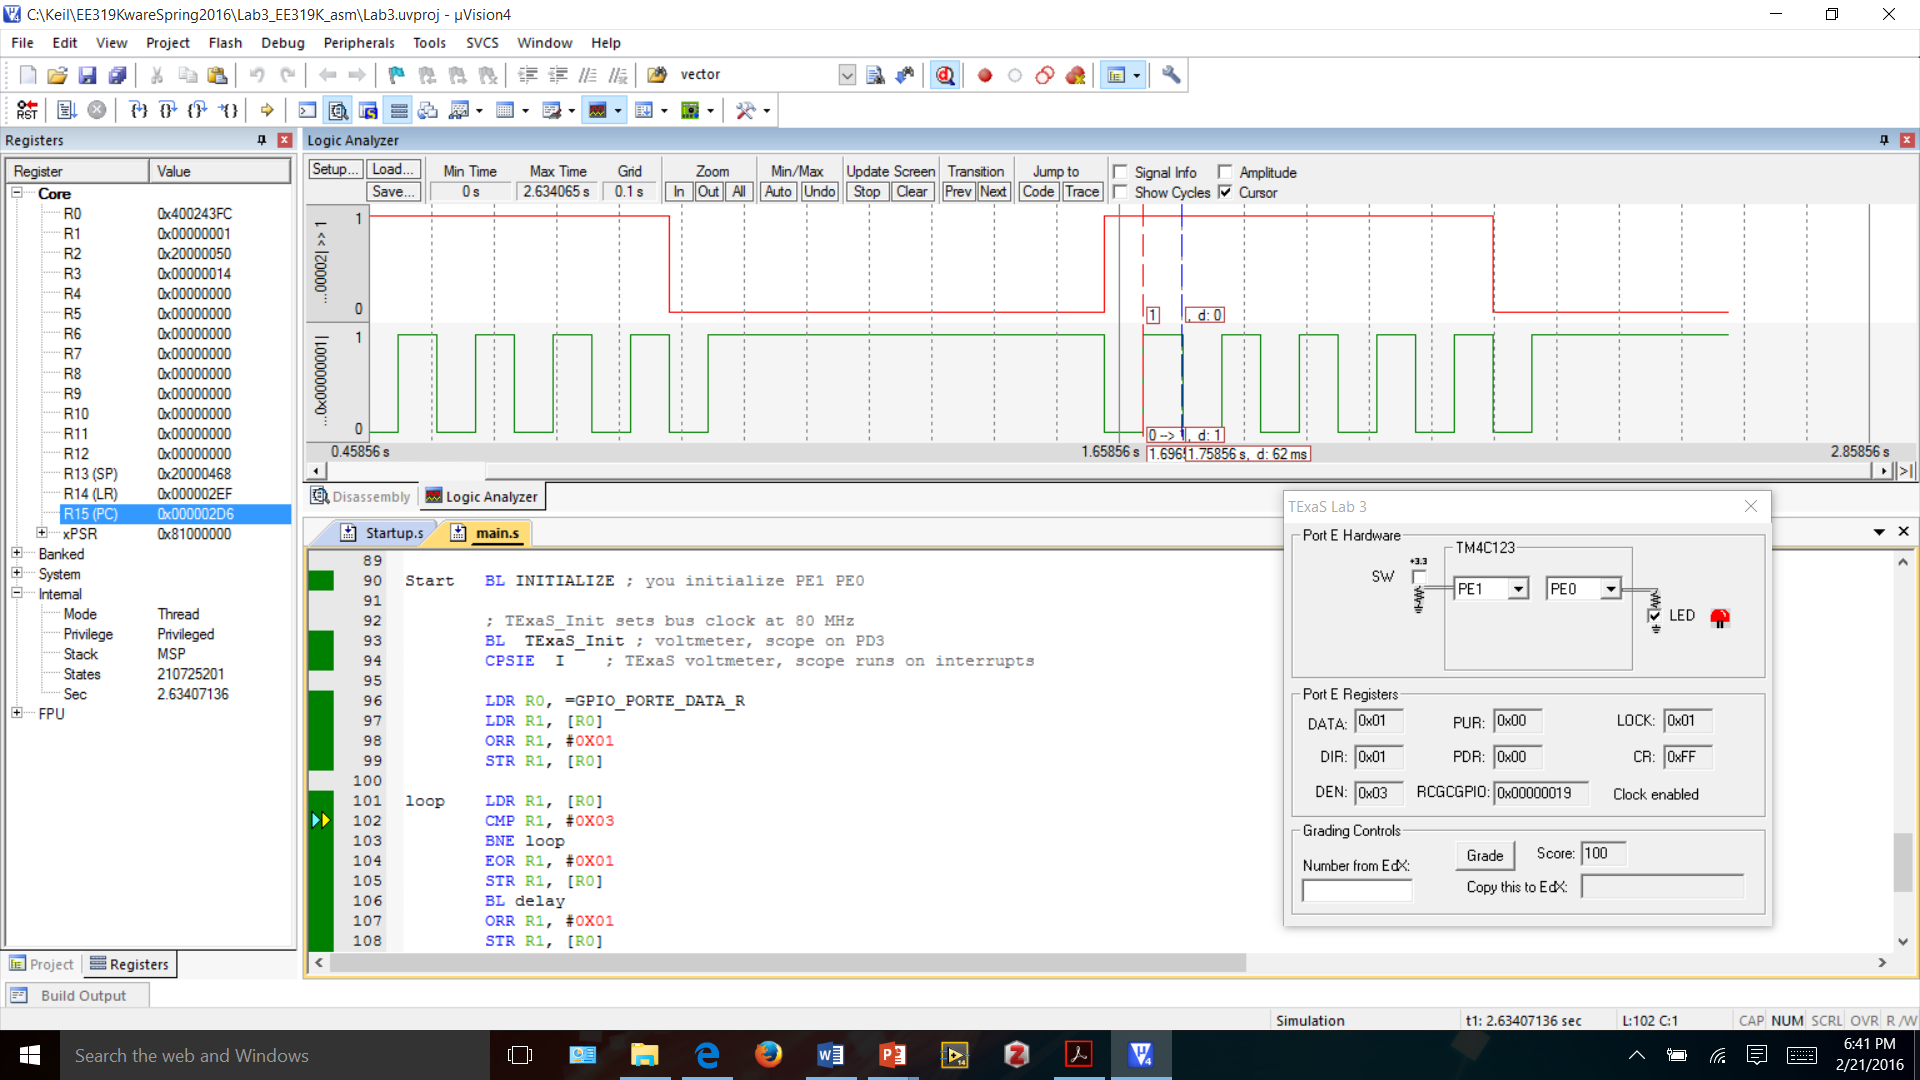 C:\Keil\EE319KwareSpring2016\Lab3_EE319K_asm\Lab3.uvproj - µVision4
File Edit View Project Flash Debug Peripherals Tools SVCS Window Help
vector
RST
Registers
Register Value
Core
R0 0x400243FC
R1 0x00000001
R2 0x20000050
R3 0x00000014
R4 0x00000000
R5 0x00000000
R6 0x00000000
R7 0x00000000
R8 0x00000000
R9 0x00000000
R10 0x00000000
R11 0x00000000
R12 0x00000000
R13 (SP) 0x20000468
R14 (LR) 0x000002EF
R15 (PC) 0x000002D6
xPSR 0x81000000
Banked
System
Internal
Mode Thread
Privilege Privileged
Stack MSP
States 210725201
Sec 2.63407136
FPU
Project Registers
Build Output
Logic Analyzer
Setup... Load... Min Time Max Time Grid Zoom Min/Max Update Screen Transition Jump to Signal Info Amplitude
Save... 0 s 2.634065 s 0.1 s In Out All Auto Undo Stop Clear Prev Next Code Trace Show Cycles Cursor
...00002| >> 1
1
0
1 , d: 0
...0x00000001|
1
0
0 --> 1 , d: 1
0.45856 s 1.65856 s 1.696 1.75856 s, d: 62 ms 2.85856 s
Disassembly Logic Analyzer
Startup.s main.s
89
90 Start BL INITIALIZE ; you initialize PE1 PE0
91
92 ; TExaS_Init sets bus clock at 80 MHz
93 BL TExaS_Init ; voltmeter, scope on PD3
94 CPSIE I ; TExaS voltmeter, scope runs on interrupts
95
96 LDR R0, =GPIO_PORTE_DATA_R
97 LDR R1, [R0]
98 ORR R1, #0X01
99 STR R1, [R0]
100
101 loop LDR R1, [R0]
102 CMP R1, #0X03
103 BNE loop
104 EOR R1, #0X01
105 STR R1, [R0]
106 BL delay
107 ORR R1, #0X01
108 STR R1, [R0]
TExaS Lab 3
Port E Hardware
TM4C123
+3.3
SW PE1 PE0
LED
Port E Registers
DATA: 0x01 PUR: 0x00 LOCK: 0x01
DIR: 0x01 PDR: 0x00 CR: 0xFF
DEN: 0x03 RCGCGPIO: 0x00000019 Clock enabled
Grading Controls
Number from EdX: Grade Score: 100
Copy this to EdX:
Simulation t1: 2.63407136 sec L:102 C:1 CAP NUM SCRL OVR R /W
Search the web and Windows
6:41 PM
2/21/2016